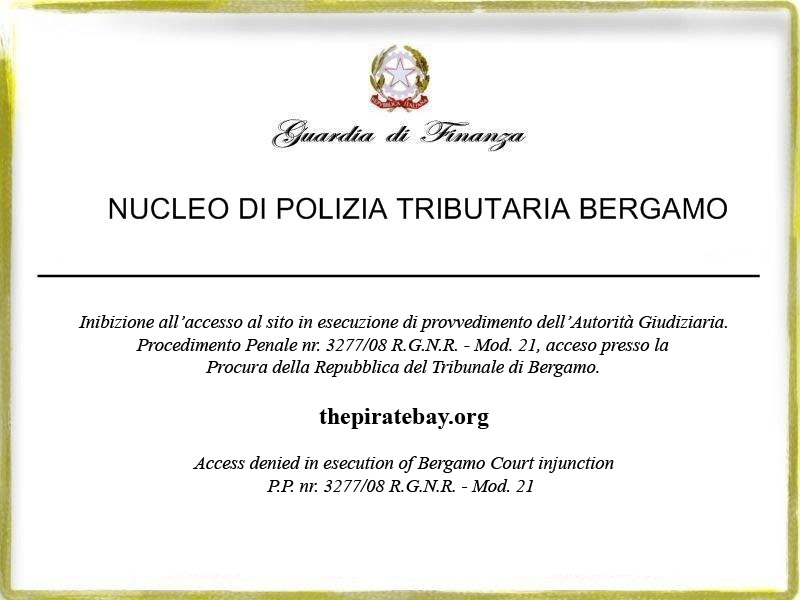 REPVBBLICA ITALIANA
Guardia di Finanza
NUCLEO DI POLIZIA TRIBUTARIA BERGAMO
Inibizione all’accesso al sito in esecuzione di provvedimento dell’Autorità Giudiziaria.
Procedimento Penale nr. 3277/08 R.G.N.R. - Mod. 21, acceso presso la
Procura della Repubblica del Tribunale di Bergamo.
thepiratebay.org
Access denied in esecution of Bergamo Court injunction
P.P. nr. 3277/08 R.G.N.R. - Mod. 21